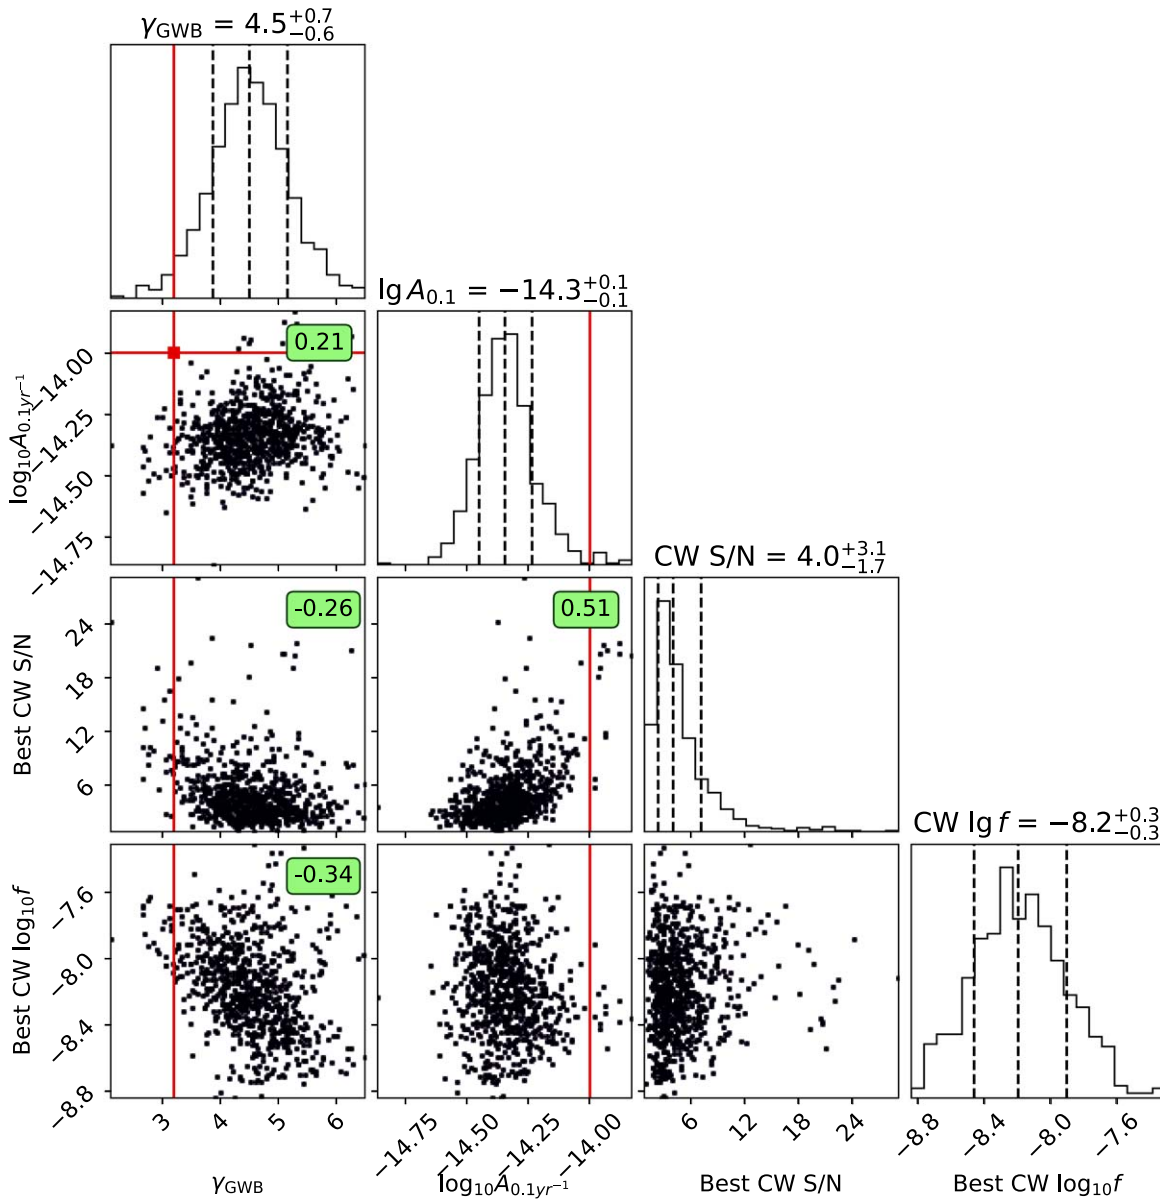 γGWB = 4.5+0.7−0.6
lg A0.1 = −14.3+0.1−0.1
0.21
log10A0.1yr−1
−14.00
−14.25
−14.50
−14.75
CW S/N = 4.0+3.1−1.7
-0.26
0.51
Best CW S/N
24
18
12
6
CW lg f = −8.2+0.3−0.3
-0.34
Best CW log10f
−7.6
−8.0
−8.4
−8.8
3 4 5 6
−14.75 −14.50 −14.25 −14.00
6 12 18 24
−8.8 −8.4 −8.0 −7.6
γGWB
log10A0.1yr−1
Best CW S/N
Best CW log10f